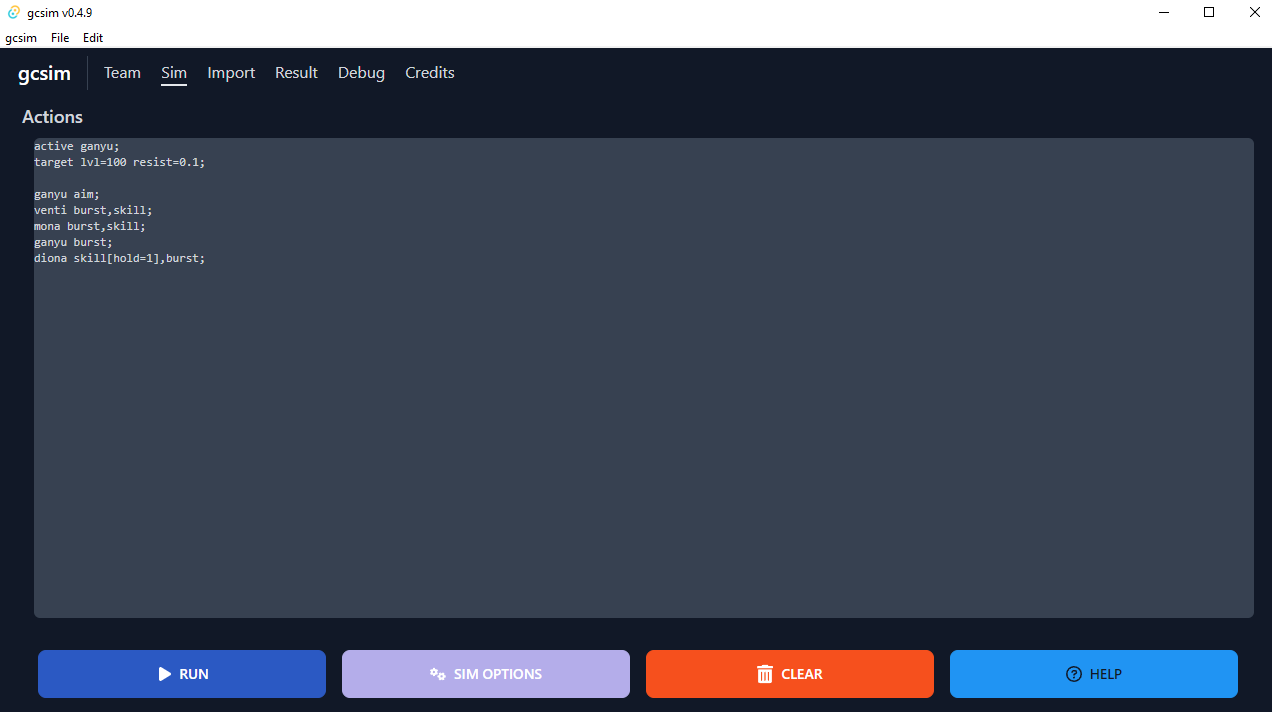 gcsim v0.4.9
gcsim File Edit
gcsim Team Sim Import Result Debug Credits
Actions
active ganyu;
target lvl=100 resist=0.1;
ganyu aim;
venti burst,skill;
mona burst,skill;
ganyu burst;
diona skill[hold=1],burst;
RUN SIM OPTIONS CLEAR HELP